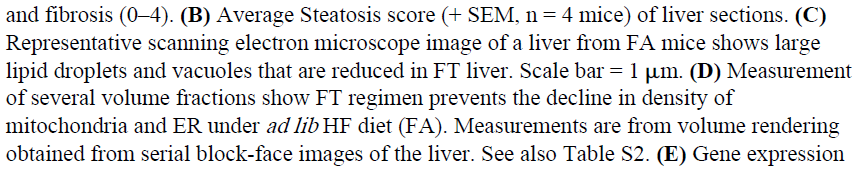 and fibrosis (0–4). (B) Average Steatosis score (+ SEM, n = 4 mice) of liver sections. (C)
Representative scanning electron microscope image of a liver from FA mice shows large
lipid droplets and vacuoles that are reduced in FT liver. Scale bar = 1 μm. (D) Measurement
of several volume fractions show FT regimen prevents the decline in density of
mitochondria and ER under ad lib HF diet (FA). Measurements are from volume rendering
obtained from serial block-face images of the liver. See also Table S2. (E) Gene expression